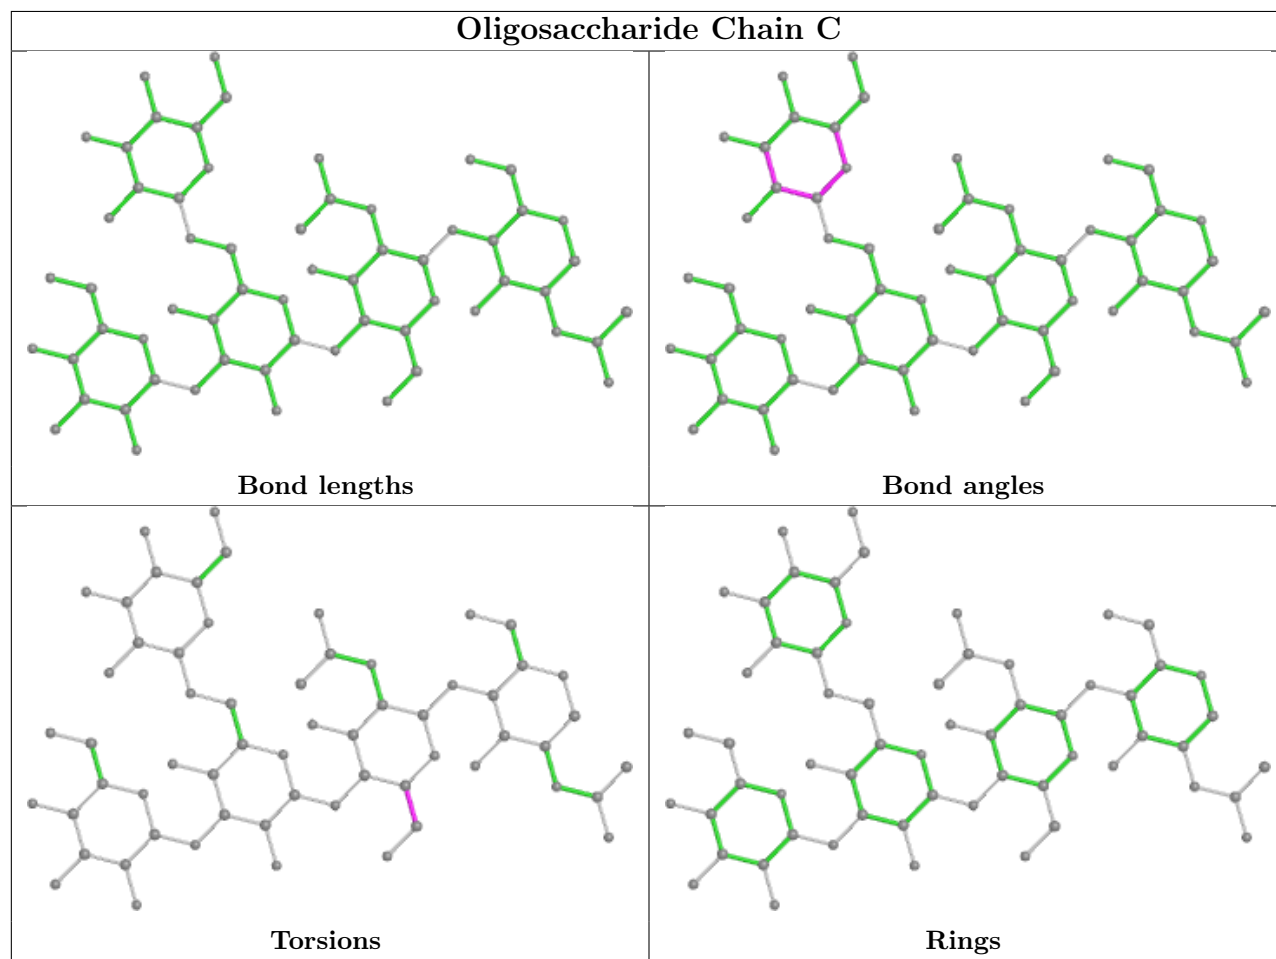 Oligosaccharide Chain C
Bond lengths
Bond angles
Torsions
Rings